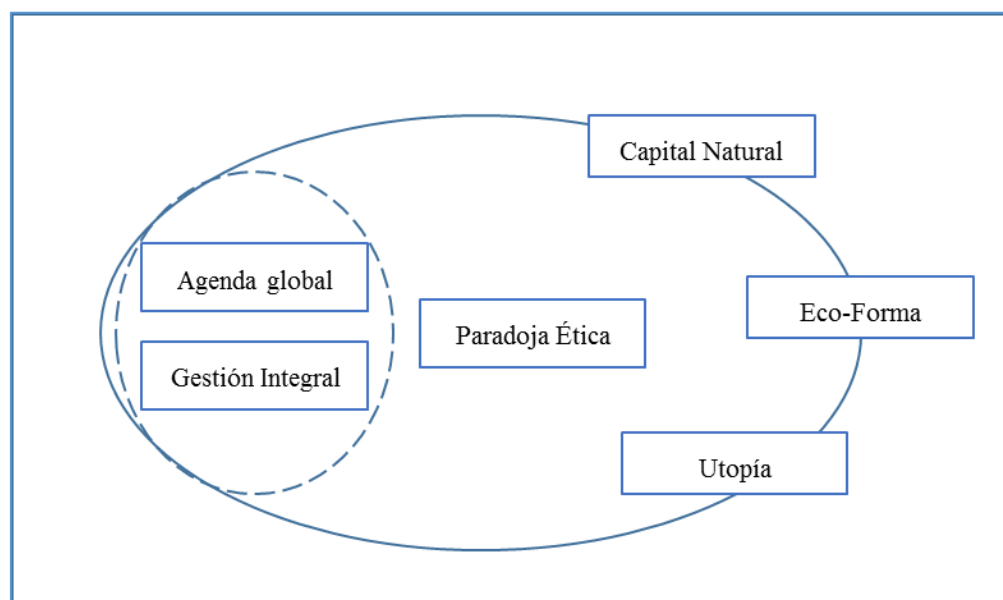 Capital Natural
Agenda global
Eco-Forma
Paradoja Ética
Gestión Integral
Utopía